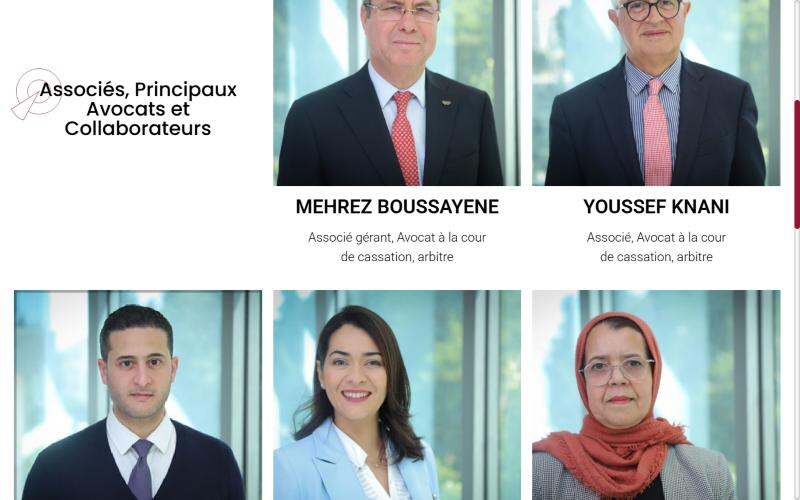 Associés, Principaux
Avocats et
Collaborateurs
MEHREZ BOUSSAYENE
Associé gérant, Avocat à la cour
de cassation, arbitre
YOUSSEF KNANI
Associé, Avocat à la cour
de cassation, arbitre